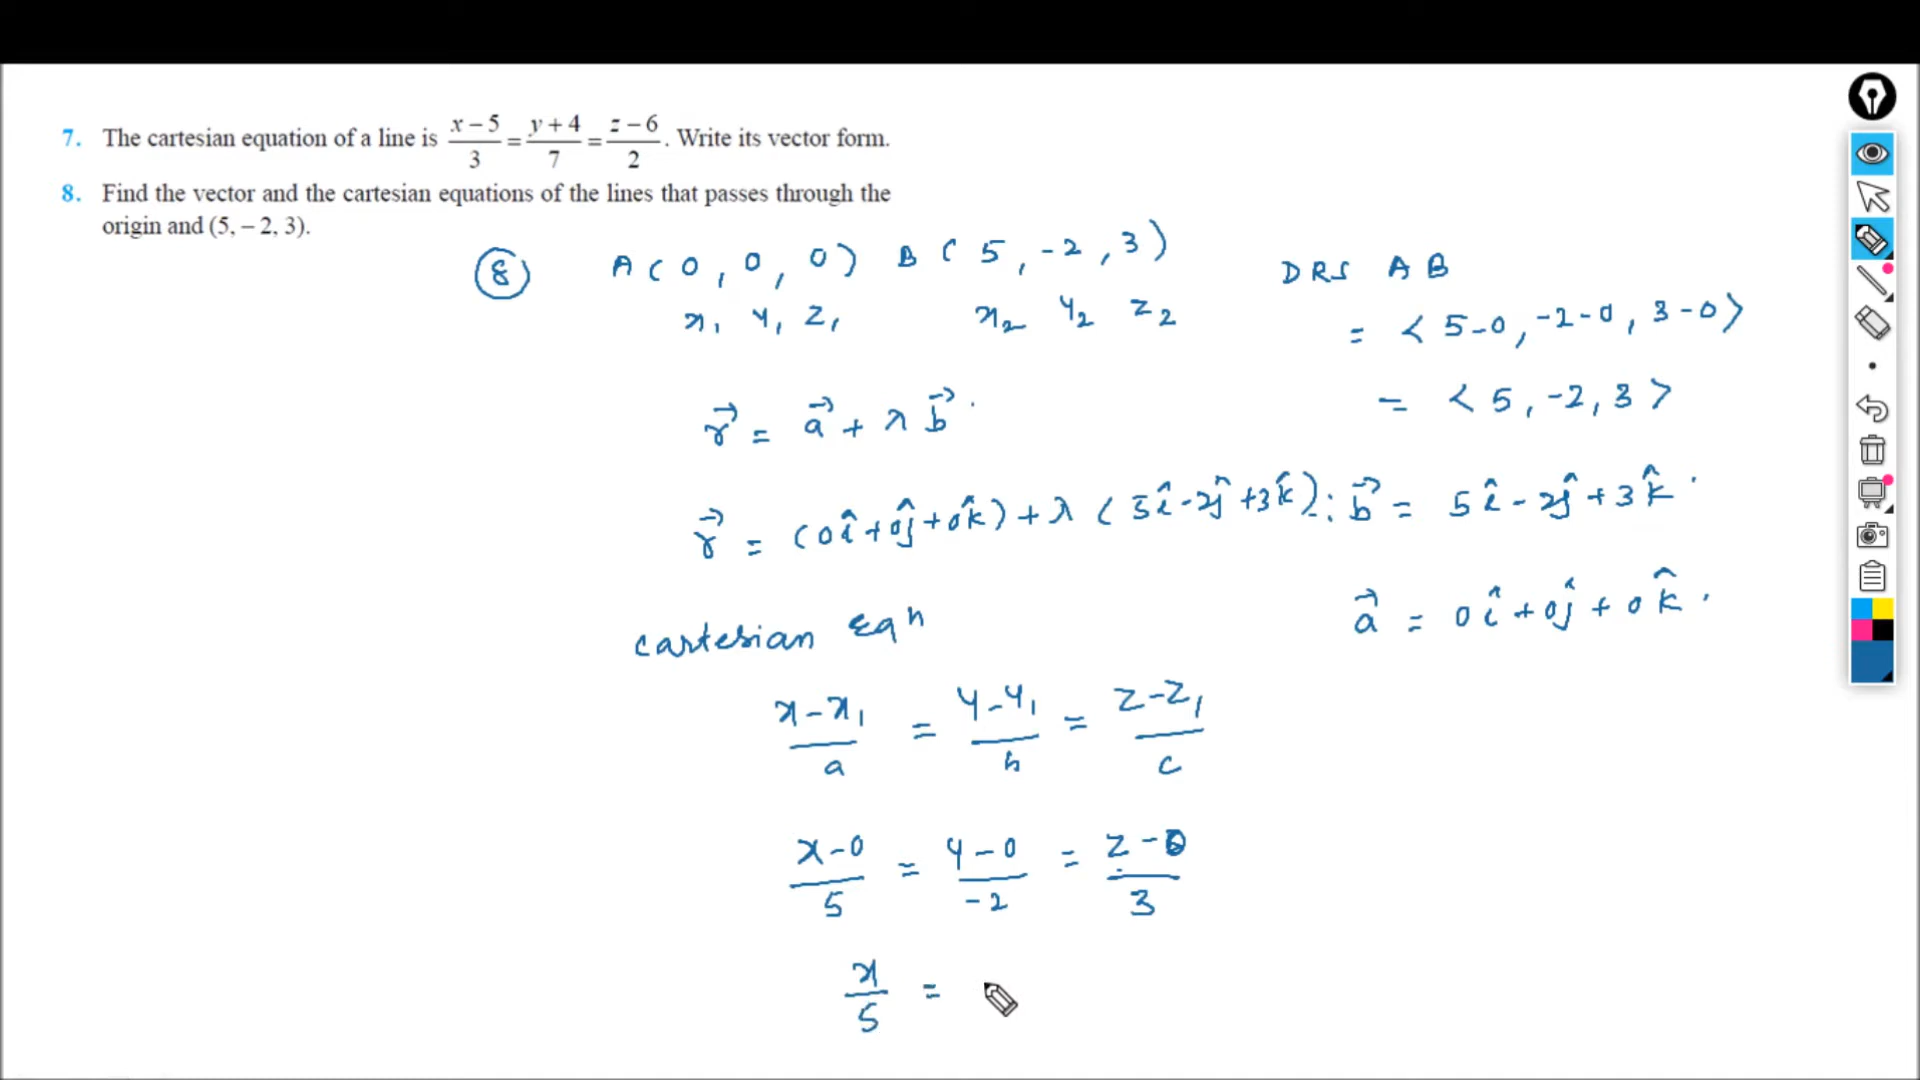 7. The cartesian equation of a line is (x − 5)/3 = (y + 4)/7 = (z − 6)/2. Write its vector form.
8. Find the vector and the cartesian equations of the lines that passes through the
origin and (5, – 2, 3).
⑧ A(0, 0, 0) B(5, -2, 3)
x₁ y₁ z₁ x₂ y₂ z₂
DRS AB
= <5-0, -2-0, 3-0>
= <5, -2, 3>
r⃗ = a⃗ + λ b⃗.
r⃗ = (0î + 0ĵ + 0k̂) + λ (5î - 2ĵ + 3k̂).
∴ b⃗ = 5î - 2ĵ + 3k̂.
a⃗ = 0î + 0ĵ + 0k̂.
cartesian Eqn
(x-x₁)/a = (y-y₁)/b = (z-z₁)/c
(x-0)/5 = (y-0)/-2 = (z-0)/3
x/5 =